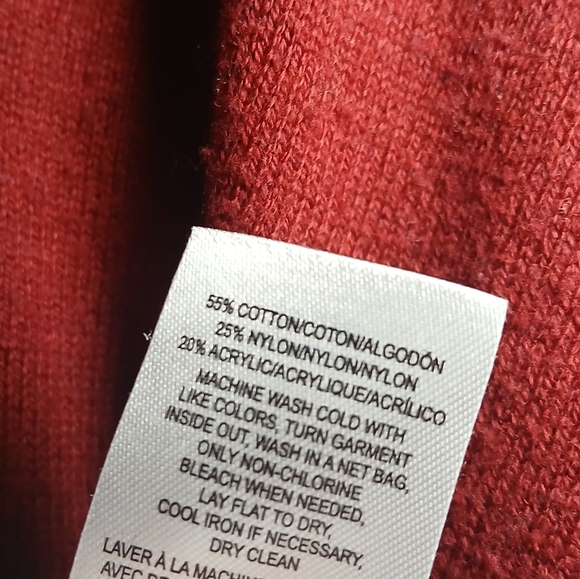 55% COTTON/COTON/ALGODÓN
25% NYLON/NYLON/NYLON
20% ACRYLIC/ACRYLIQUE/ACRÍLICO
MACHINE WASH COLD WITH
LIKE COLORS, TURN GARMENT
INSIDE OUT, WASH IN A NET BAG,
ONLY NON-CHLORINE
BLEACH WHEN NEEDED,
LAY FLAT TO DRY,
COOL IRON IF NECESSARY,
DRY CLEAN
LAVER À LA MACHINE
AVEC